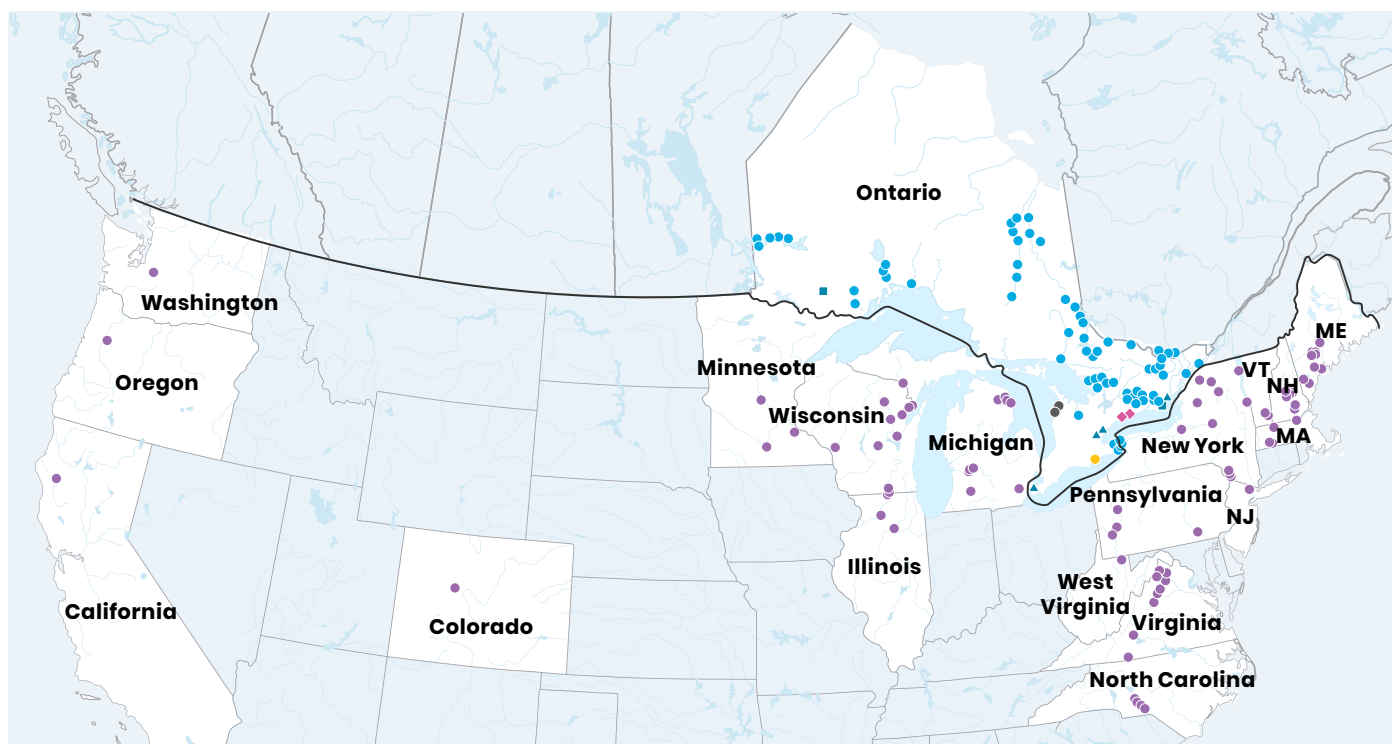 Ontario
Washington
Oregon
California
Colorado
Minnesota
Wisconsin
Michigan
Illinois
ME
VT
NH
MA
New York
Pennsylvania
NJ
West
Virginia
Virginia
North Carolina